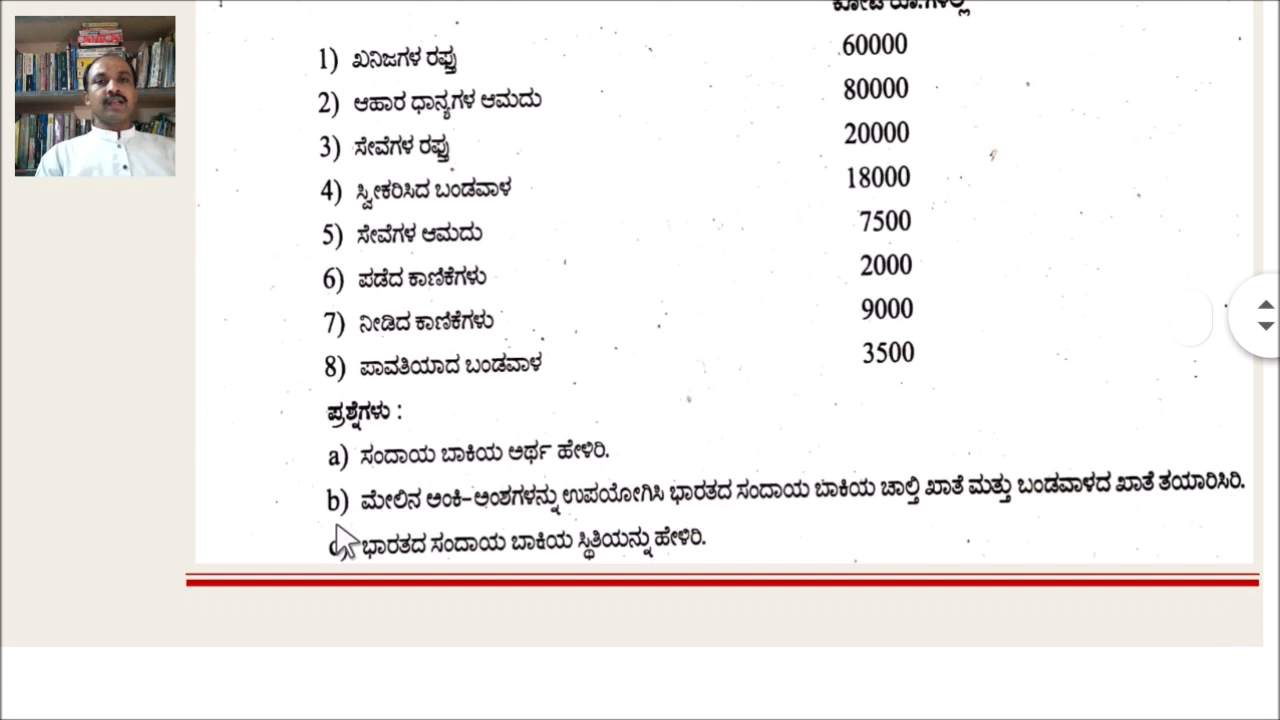 ಕೋಟಿ ರೂ.ಗಳಲ್ಲಿ
1) ಖನಿಜಗಳ ರಫ್ತು 60000
2) ಆಹಾರ ಧಾನ್ಯಗಳ ಆಮದು 80000
3) ಸೇವೆಗಳ ರಫ್ತು 20000
4) ಸ್ವೀಕರಿಸಿದ ಬಂಡವಾಳ 18000
5) ಸೇವೆಗಳ ಆಮದು 7500
6) ಪಡೆದ ಕಾಣಿಕೆಗಳು 2000
7) ನೀಡಿದ ಕಾಣಿಕೆಗಳು 9000
8) ಪಾವತಿಯಾದ ಬಂಡವಾಳ 3500
ಪ್ರಶ್ನೆಗಳು :
a) ಸಂದಾಯ ಬಾಕಿಯ ಅರ್ಥ ಹೇಳಿರಿ.
b) ಮೇಲಿನ ಅಂಕಿ-ಅಂಶಗಳನ್ನು ಉಪಯೋಗಿಸಿ ಭಾರತದ ಸಂದಾಯ ಬಾಕಿಯ ಚಾಲ್ತಿ ಖಾತೆ ಮತ್ತು ಬಂಡವಾಳದ ಖಾತೆ ತಯಾರಿಸಿರಿ.
ಭಾರತದ ಸಂದಾಯ ಬಾಕಿಯ ಸ್ಥಿತಿಯನ್ನು ಹೇಳಿರಿ.